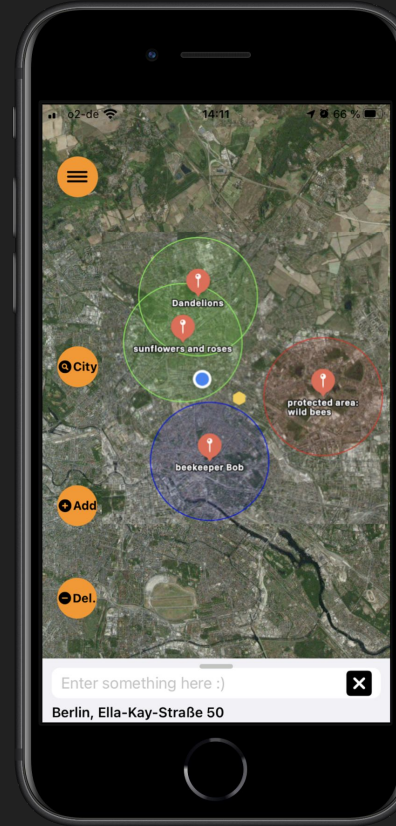 o2-de
14:11
66 %
Dandelions
sunflowers and roses
City
protected area:
wild bees
beekeeper Bob
Add
Del.
Enter something here :)
Berlin, Ella-Kay-Straße 50